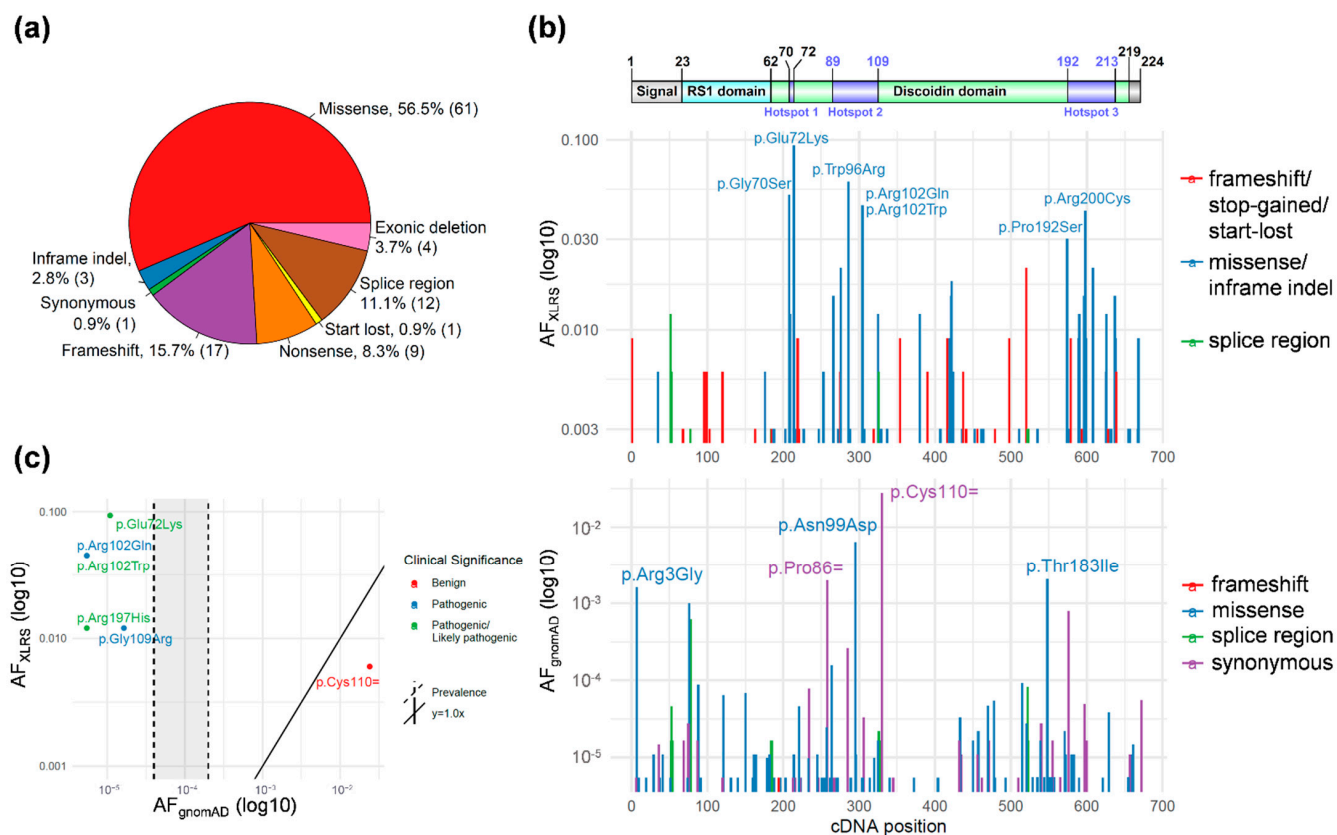 (a)
Missense, 56.5% (61)
Exonic deletion
3.7% (4)
Splice region
11.1% (12)
Start lost, 0.9% (1)
Nonsense, 8.3% (9)
Frameshift, 15.7% (17)
Synonymous
0.9% (1)
Inframe indel,
2.8% (3)
(b)
1 23 62 70 72 89 109 192 213 219 224
Signal RS1 domain Discoidin domain
Hotspot 1 Hotspot 2 Hotspot 3
AFXLRS (log10)
0.100
0.030
0.010
0.003
p.Glu72Lys
p.Gly70Ser
p.Trp96Arg
p.Arg102Gln
p.Arg102Trp
p.Arg200Cys
p.Pro192Ser
0 100 200 300 400 500 600 700
a frameshift/
stop-gained/
start-lost
a missense/
inframe indel
a splice region
AFgnomAD (log10)
10-2
10-3
10-4
10-5
p.Cys110=
p.Asn99Asp
p.Arg3Gly
p.Pro86=
p.Thr183Ile
0 100 200 300 400 500 600 700
cDNA position
a frameshift
a missense
a splice region
a synonymous
(c)
AFXLRS (log10)
0.100
0.010
0.001
p.Glu72Lys
p.Arg102Gln
p.Arg102Trp
p.Arg197His
p.Gly109Arg
p.Cys110=
10-5 10-4 10-3 10-2
AFgnomAD (log10)
Clinical Significance
Benign
Pathogenic
Pathogenic/
Likely pathogenic
Prevalence
y=1.0x